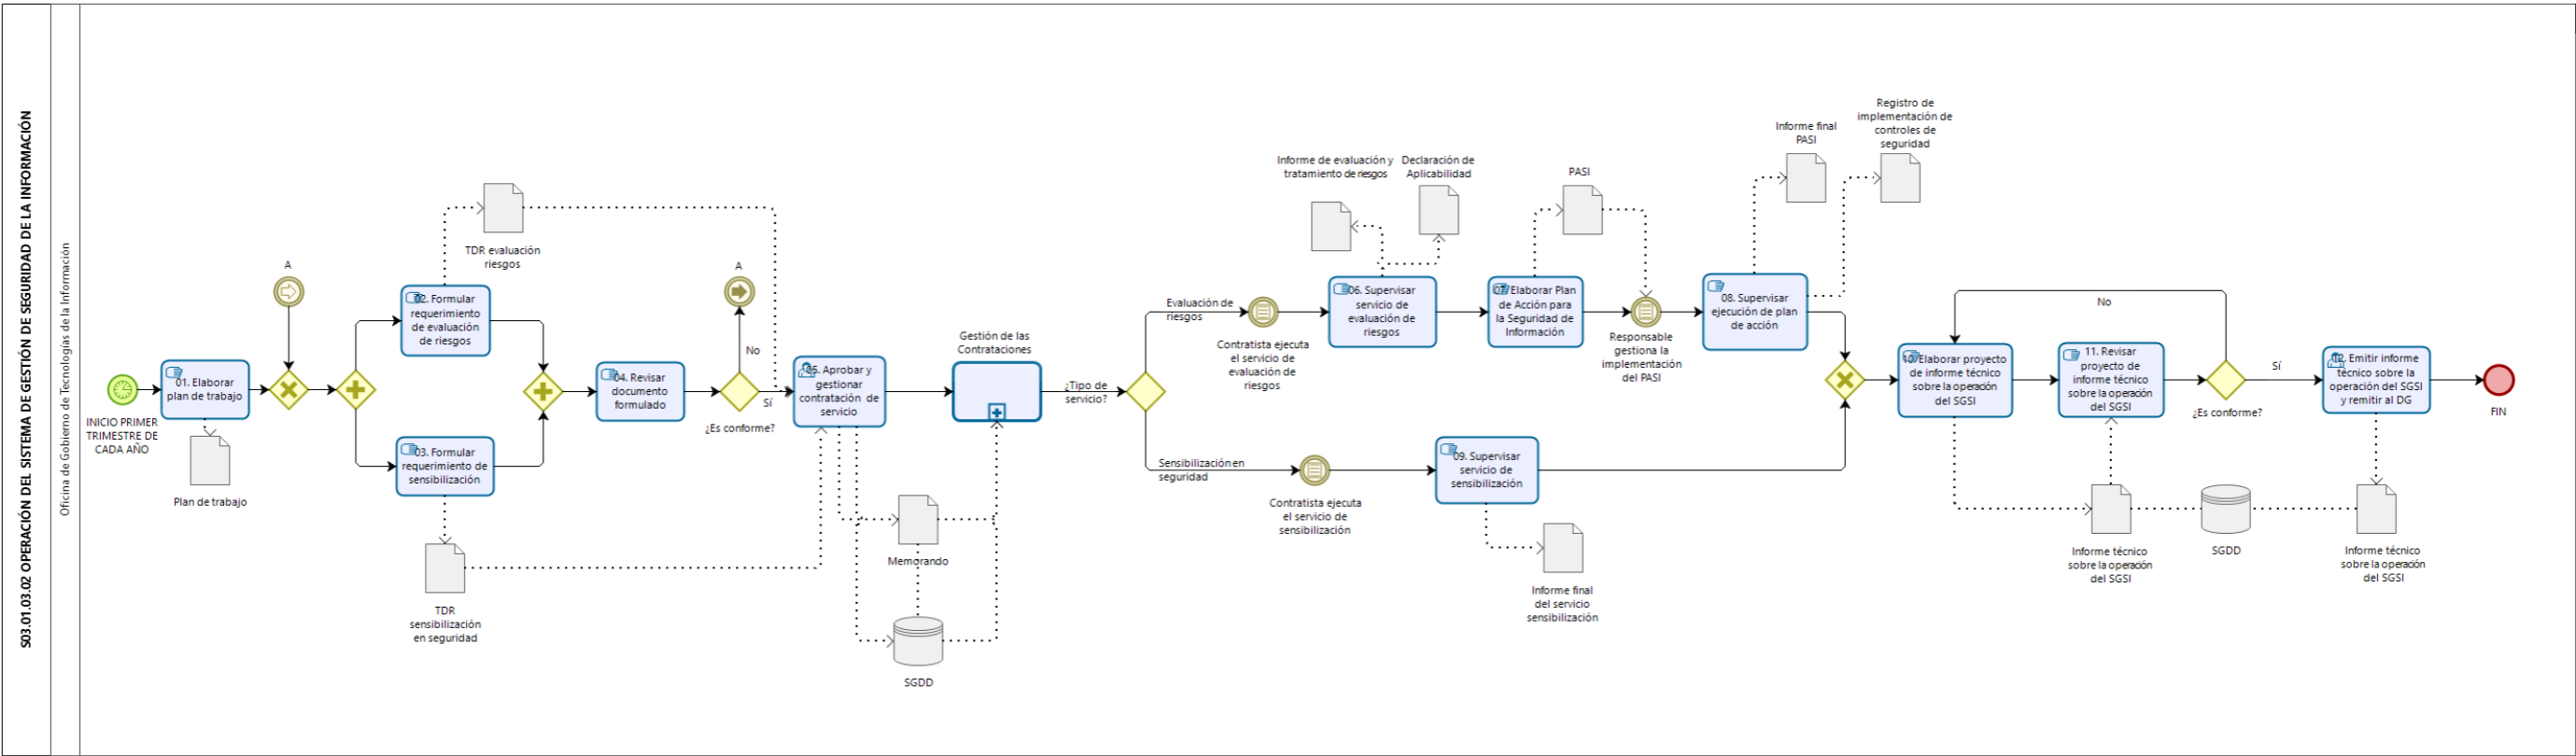 S03.01.03.02 OPERACIÓN DEL SISTEMA DE GESTIÓN DE SEGURIDAD DE LA INFORMACIÓN
Oficina de Gobierno de Tecnologías de la Información
INICIO PRIMER
TRIMESTRE DE
CADA AÑO
01. Elaborar
plan de trabajo
Plan de trabajo
A
02. Formular
requerimiento
de evaluación
de riesgos
TDR evaluación
riesgos
03. Formular
requerimiento de
sensibilización
TDR
sensibilización
en seguridad
04. Revisar
documento
formulado
A
No
Sí
¿Es conforme?
05. Aprobar y
gestionar
contratación de
servicio
Memorando
SGDD
Gestión de las
Contrataciones
¿Tipo de
servicio?
Evaluación de
riesgos
Contratista ejecuta
el servicio de
evaluación de
riesgos
Informe de evaluación y
tratamiento de riesgos
Declaración de
Aplicabilidad
06. Supervisar
servicio de
evaluación de
riesgos
PASI
07. Elaborar Plan
de Acción para
la Seguridad de
Información
Responsable
gestiona la
implementación
del PASI
Informe final
PASI
Registro de
implementación de
controles de
seguridad
08. Supervisar
ejecución de plan
de acción
Sensibilización en
seguridad
Contratista ejecuta
el servicio de
sensibilización
09. Supervisar
servicio de
sensibilización
Informe final
del servicio
sensibilización
10. Elaborar proyecto
de informe técnico
sobre la operación
del SGSI
11. Revisar
proyecto de
informe técnico
sobre la operación
del SGSI
Informe técnico
sobre la operación
del SGSI
No
¿Es conforme?
Sí
SGDD
12. Emitir informe
técnico sobre la
operación del SGSI
y remitir al DG
Informe técnico
sobre la operación
del SGSI
FIN